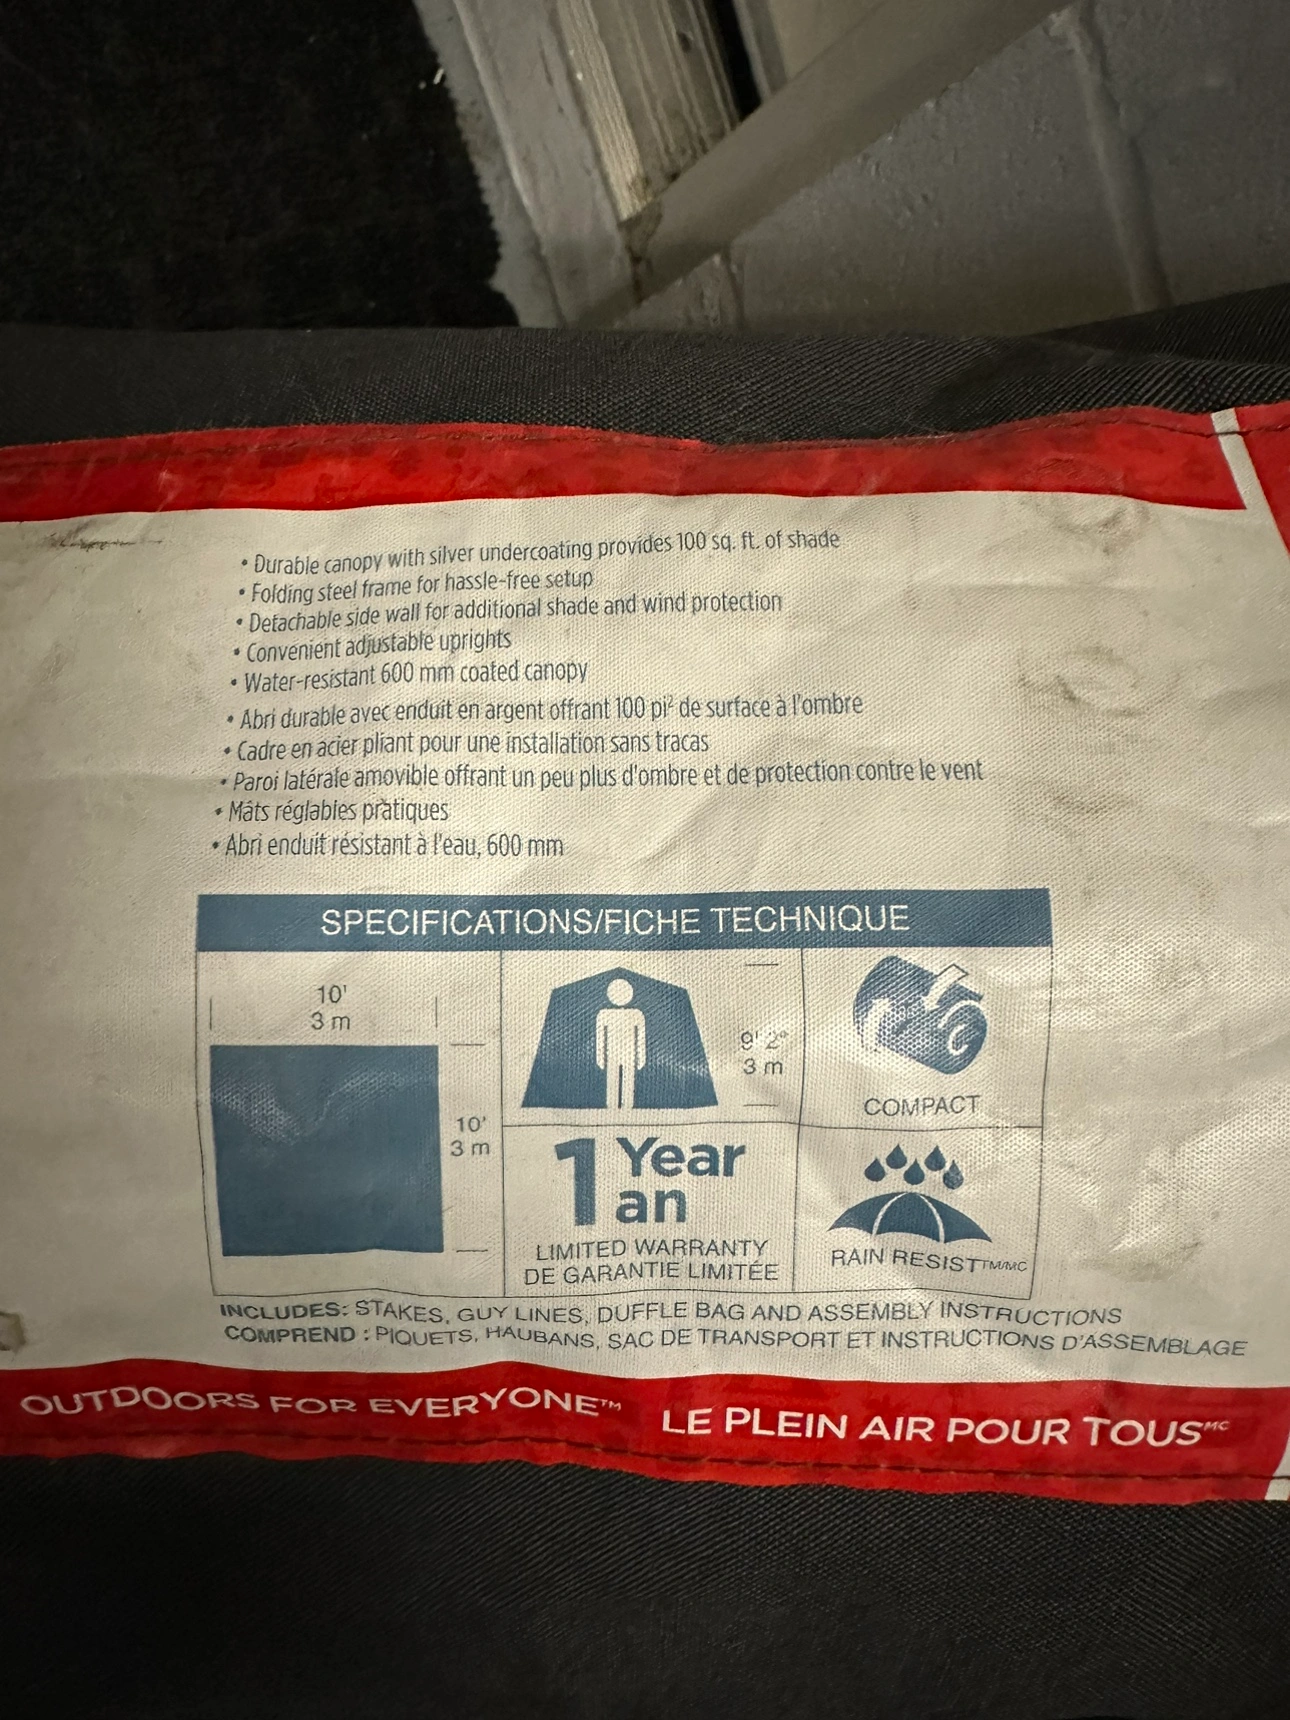 • Durable canopy with silver undercoating provides 100 sq. ft. of shade
• Folding steel frame for hassle-free setup
• Detachable side wall for additional shade and wind protection
• Convenient adjustable uprights
• Water-resistant 600 mm coated canopy
• Abri durable avec enduit en argent offrant 100 pi² de surface à l'ombre
• Cadre en acier pliant pour une installation sans tracas
• Paroi latérale amovible offrant un peu plus d'ombre et de protection contre le vent
• Mâts réglables pratiques
• Abri enduit résistant à l'eau, 600 mm
SPECIFICATIONS/FICHE TECHNIQUE
10'
3 m
10'
3 m
9' 2"
3 m
COMPACT
1 Year
an
LIMITED WARRANTY
DE GARANTIE LIMITÉE
RAIN RESIST™/MC
INCLUDES: STAKES, GUY LINES, DUFFLE BAG AND ASSEMBLY INSTRUCTIONS
COMPREND : PIQUETS, HAUBANS, SAC DE TRANSPORT ET INSTRUCTIONS D'ASSEMBLAGE
OUTDOORS FOR EVERYONE™ LE PLEIN AIR POUR TOUS MC